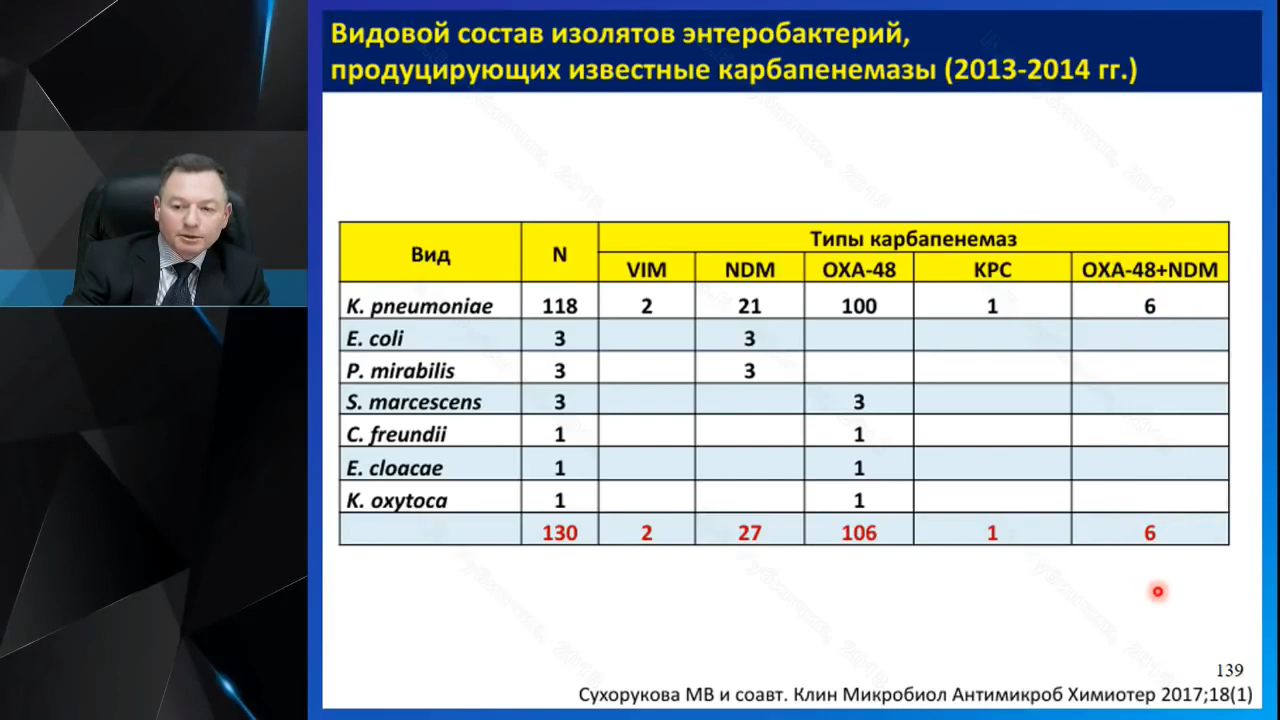 Видовой состав изолятов энтеробактерий,
продуцирующих известные карбапенемазы (2013-2014 гг.)
Вид N Типы карбапенемаз
VIM NDM OXA-48 KPC OXA-48+NDM
K. pneumoniae 118 2 21 100 1 6
E. coli 3 3
P. mirabilis 3 3
S. marcescens 3 3
C. freundii 1 1
E. cloacae 1 1
K. oxytoca 1 1
130 2 27 106 1 6
139
Сухорукова МВ и соавт. Клин Микробиол Антимикроб Химиотер 2017;18(1)